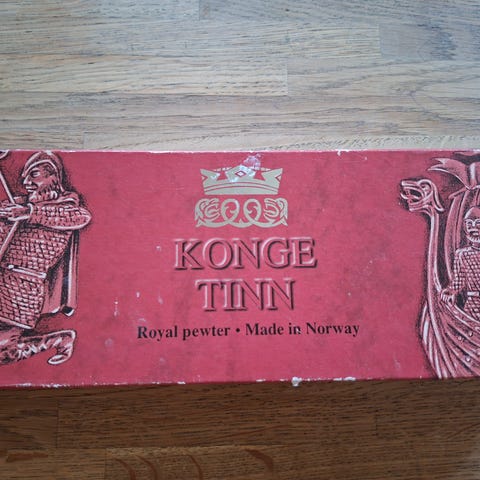 KONGE
TINN
Royal pewter • Made in Norway